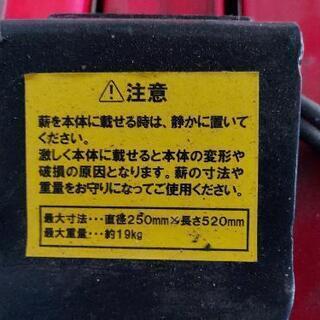 ⚠注意
薪を本体に載せる時は、静かに置いて
ください。
激しく本体に載せると本体の変形や
破損の原因となります。薪の寸法や
重量をお守りになってご使用ください。
最大寸法・・・直径250mm×長さ520mm
最大重量・・・約19kg